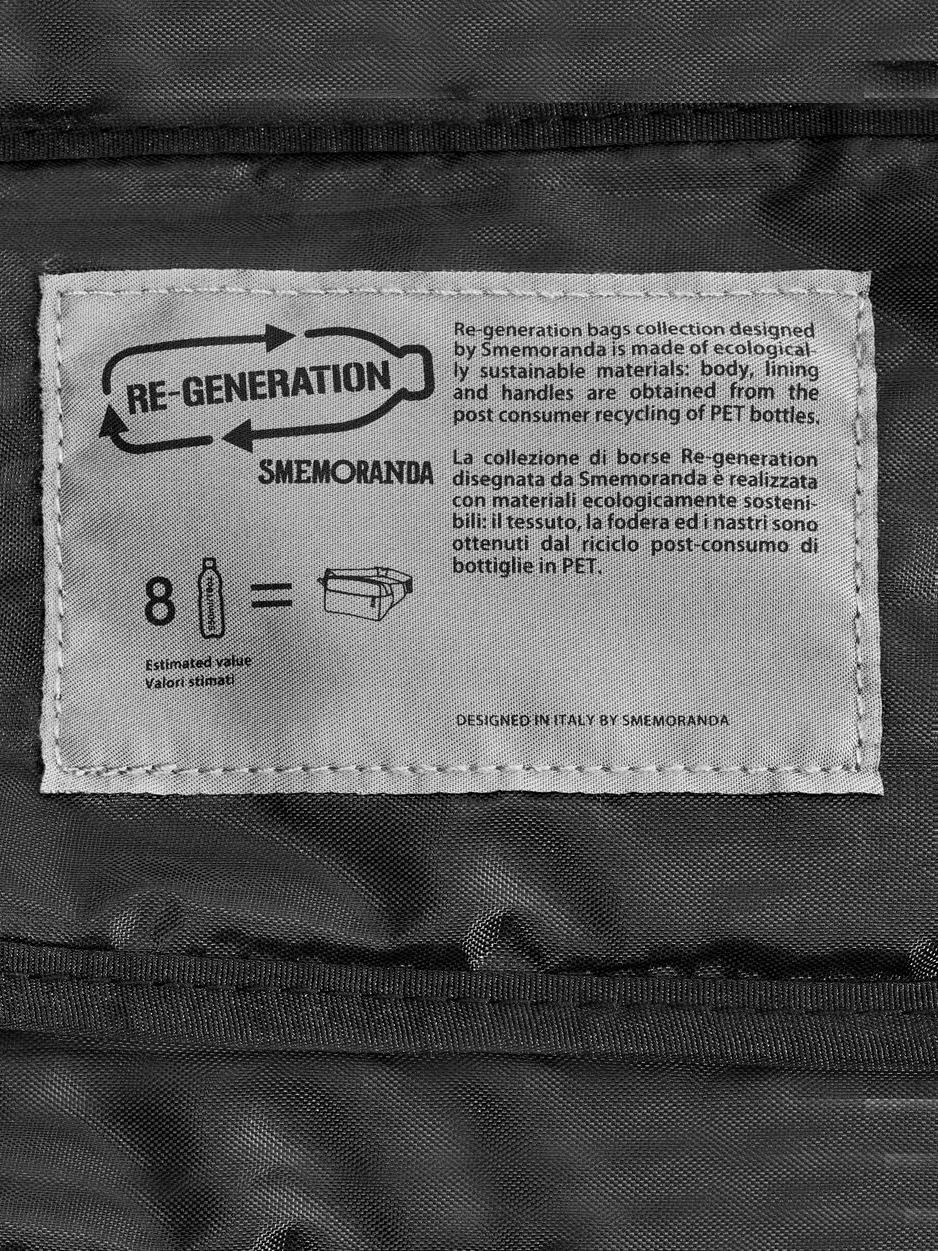 RE-GENERATION
SMEMORANDA
8 =
Estimated value
Valori stimati
Re-generation bags collection designed
by Smemoranda is made of ecological-
ly sustainable materials: body, lining
and handles are obtained from the
post consumer recycling of PET bottles.
La collezione di borse Re-generation
disegnata da Smemoranda è realizzata
con materiali ecologicamente sosteni-
bili: il tessuto, la fodera ed i nastri sono
ottenuti dal riciclo post-consumo di
bottiglie in PET.
DESIGNED IN ITALY BY SMEMORANDA